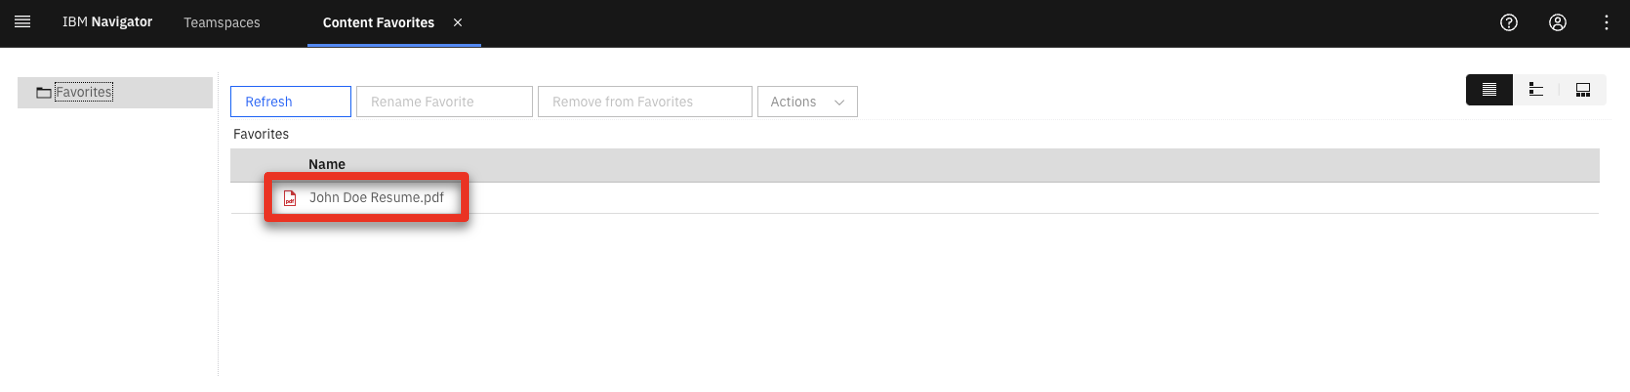 IBM Navigator Teamspaces Content Favorites
Favorites
Refresh Rename Favorite Remove from Favorites Actions
Favorites
Name
pdf John Doe Resume.pdf